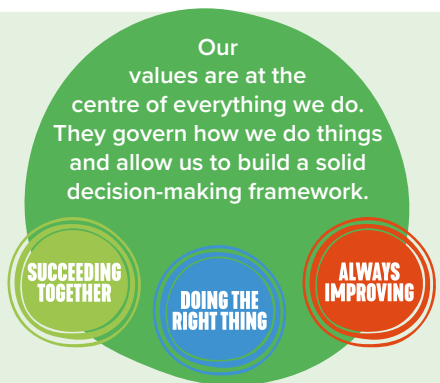 Our
values are at the
centre of everything we do.
They govern how we do things
and allow us to build a solid
decision-making framework.
SUCCEEDING
TOGETHER
DOING THE
RIGHT THING
ALWAYS
IMPROVING